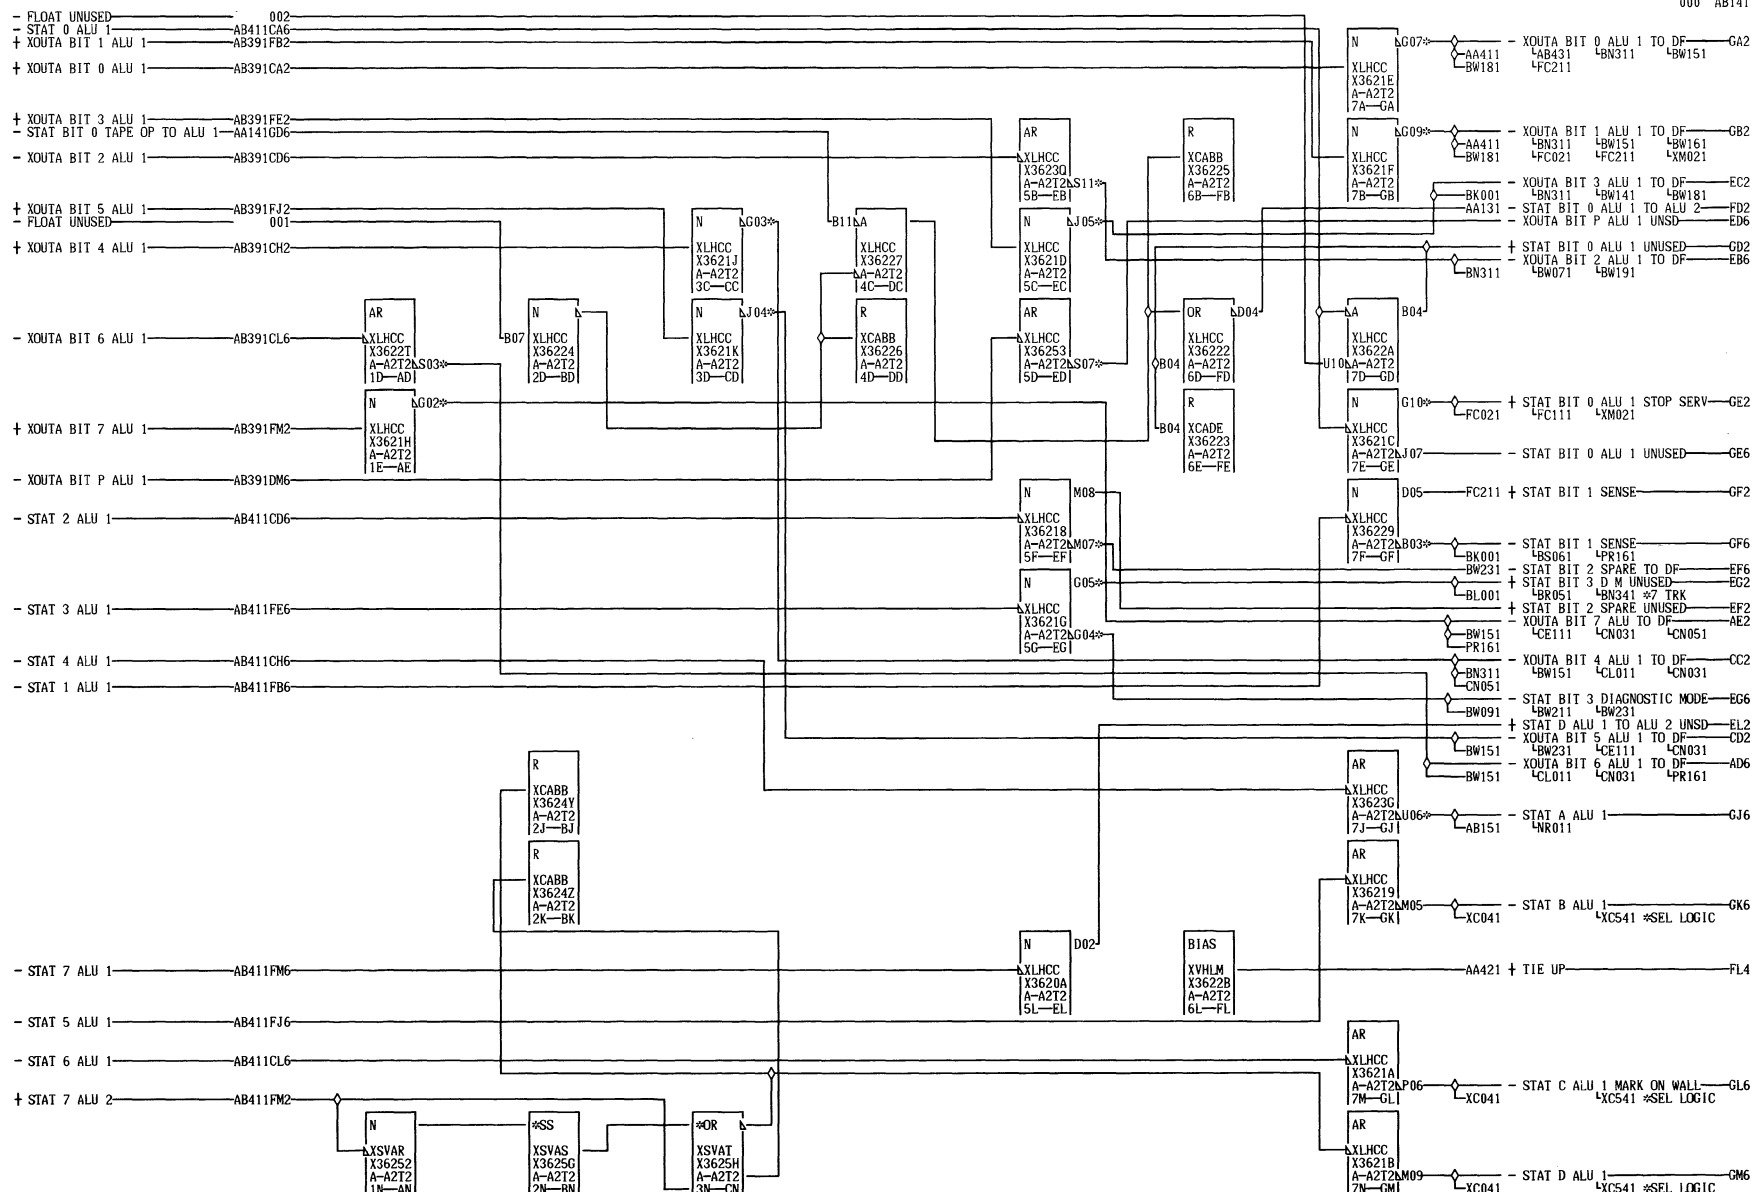 000 AB141
- FLOAT UNUSED 002
- STAT 0 ALU 1 AB411CA6
+ XOUTA BIT 1 ALU 1 AB391FB2
N G07* - XOUTA BIT 0 ALU 1 TO DF GA2
AA411 AB431 BN311 BW151
+ XOUTA BIT 0 ALU 1 AB391CA2 XLHCC BW181 FC211
X3621E
A-A2T2
7A-GA
+ XOUTA BIT 3 ALU 1 AB391FE2
- STAT BIT 0 TAPE OP TO ALU 1 AA141GD6
AR R N G09* - XOUTA BIT 1 ALU 1 TO DF GB2
AA411 BN311 BW151 BW161
- XOUTA BIT 2 ALU 1 AB391CD6 XLHCC XCABB XLHCC BW181 FC021 FC211 XM021
X3623Q X36225 X3621F
A-A2T2 S11* A-A2T2 A-A2T2 - XOUTA BIT 3 ALU 1 TO DF EC2
5B-EB 6B-FB 7B-GB BK001 BN311 BW141 BW181
+ XOUTA BIT 5 ALU 1 AB391FJ2 AA131 - STAT BIT 0 ALU 1 TO ALU 2 FD2
- FLOAT UNUSED 001 N G03* B11 A N J05* - XOUTA BIT P ALU 1 UNSD ED6
+ XOUTA BIT 4 ALU 1 AB391CH2 XLHCC XLHCC XLHCC + STAT BIT 0 ALU 1 UNUSED GD2
X3621J X36227 X3621D - XOUTA BIT 2 ALU 1 TO DF EB6
A-A2T2 A-A2T2 A-A2T2 BN311 BW071 BW191
3C-CC 4C-DC 5C-EC
AR N N J04* R AR OR D04 A B04
- XOUTA BIT 6 ALU 1 AB391CL6 XLHCC B07 XLHCC XLHCC XCABB XLHCC XLHCC XLHCC
X3622T X36224 X3621K X36226 X36253 X36222 X3622A
A-A2T2 S03* A-A2T2 A-A2T2 A-A2T2 A-A2T2 S07* B04 A-A2T2 U10 A-A2T2
1D-AD 2D-BD 3D-CD 4D-DD 5D-ED 6D-FD 7D-GD
N G02* R N G10* + STAT BIT 0 ALU 1 STOP SERV GE2
FC021 FC111 XM021
+ XOUTA BIT 7 ALU 1 AB391FM2 XLHCC B04 XCADE XLHCC
X3621H X36223 X3621C
A-A2T2 A-A2T2 A-A2T2 J07 - STAT BIT 0 ALU 1 UNUSED GE6
1E-AE 6E-FE 7E-GE
- XOUTA BIT P ALU 1 AB391DM6
N M08 N D05 FC211 + STAT BIT 1 SENSE GF2
- STAT 2 ALU 1 AB411CD6 XLHCC XLHCC
X36218 X36229
A-A2T2 M07* A-A2T2 B03* - STAT BIT 1 SENSE GF6
5F-EF 7F-GF BK001 BS061 PR161
BW231 - STAT BIT 2 SPARE TO DF EF6
N G05* + STAT BIT 3 D M UNUSED EG2
BL001 BR051 BN341 *7 TRK
- STAT 3 ALU 1 AB411FE6 XLHCC + STAT BIT 2 SPARE UNUSED EF2
X3621G - XOUTA BIT 7 ALU TO DF AE2
A-A2T2 G04* BW151 CE111 CN031 CN051
5G-EG PR161
- STAT 4 ALU 1 AB411CH6 - XOUTA BIT 4 ALU 1 TO DF CC2
BN311 BW151 CL011 CN031
- STAT 1 ALU 1 AB411FB6 CN051
- STAT BIT 3 DIAGNOSTIC MODE EG6
BW091 BW211 BW231
+ STAT D ALU 1 TO ALU 2 UNSD EL2
- XOUTA BIT 5 ALU 1 TO DF CD2
BW151 BW231 CE111 CN031
R AR - XOUTA BIT 6 ALU 1 TO DF AD6
BW151 CL011 CN031 PR161
XCABB XLHCC
X3624Y X3623G
A-A2T2 A-A2T2 U06* - STAT A ALU 1 GJ6
2J-BJ 7J-GJ AB151 NR011
R AR
XCABB XLHCC
X3624Z X36219
A-A2T2 A-A2T2 M05 - STAT B ALU 1 GK6
2K-BK 7K-GK XC041 XC541 *SEL LOGIC
N D02 BIAS
- STAT 7 ALU 1 AB411FM6 XLHCC XVHLM AA421 + TIE UP FL4
X3620A X3622B
A-A2T2 A-A2T2
5L-EL 6L-FL
- STAT 5 ALU 1 AB411FJ6
AR
- STAT 6 ALU 1 AB411CL6 XLHCC
X3621A
A-A2T2 P06 - STAT C ALU 1 MARK ON WALL GL6
+ STAT 7 ALU 2 AB411FM2 7M-GL XC041 XC541 *SEL LOGIC
N *SS *OR AR
XSVAR XSVAS XSVAT XLHCC
X36252 X3625G X3625H X3621B
A-A2T2 A-A2T2 A-A2T2 A-A2T2 M09 - STAT D ALU 1 GM6
1N-AN 2N-BN 3N-CN 7N-GM XC041 XC541 *SEL LOGIC